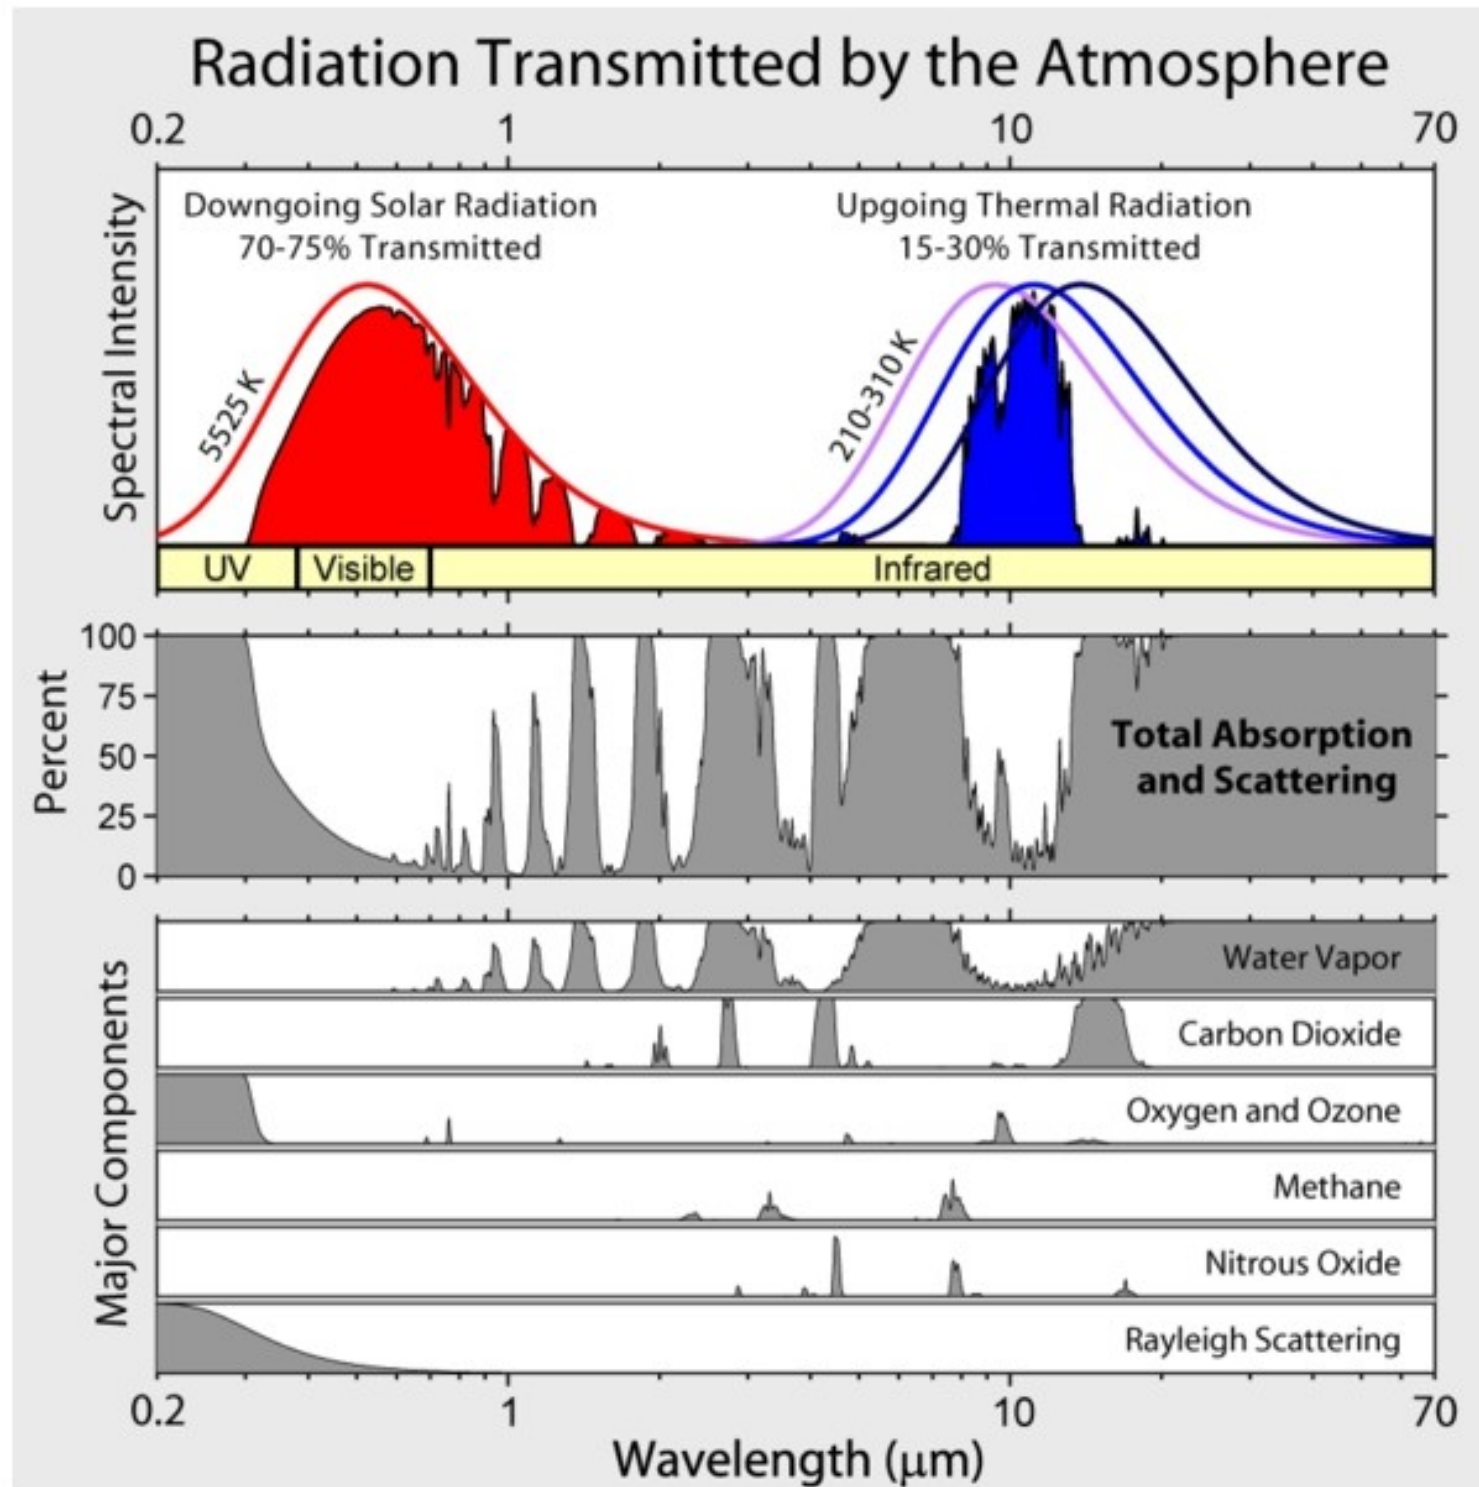 Radiation Transmitted by the Atmosphere
0.2 1 10 70
Spectral Intensity
Downgoing Solar Radiation
70-75% Transmitted
Upgoing Thermal Radiation
15-30% Transmitted
5525 K
210-310 K
UV Visible Infrared
Percent
100
75
50
25
0
Total Absorption
and Scattering
Major Components
Water Vapor
Carbon Dioxide
Oxygen and Ozone
Methane
Nitrous Oxide
Rayleigh Scattering
0.2 1 10 70
Wavelength (μm)